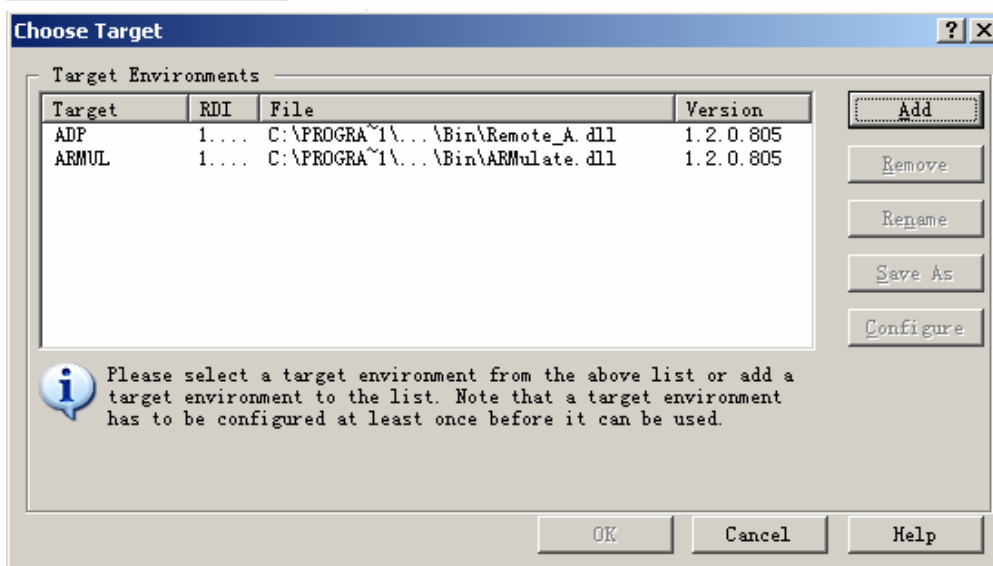 Choose Target
Target Environments
Target RDI File Version
ADP 1.... C:\PROGRA~1\...\Bin\Remote_A.dll 1.2.0.805
ARMUL 1.... C:\PROGRA~1\...\Bin\ARMulate.dll 1.2.0.805
Add
Remove
Rename
Save As
Configure
Please select a target environment from the above list or add a
target environment to the list. Note that a target environment
has to be configured at least once before it can be used.
OK Cancel Help